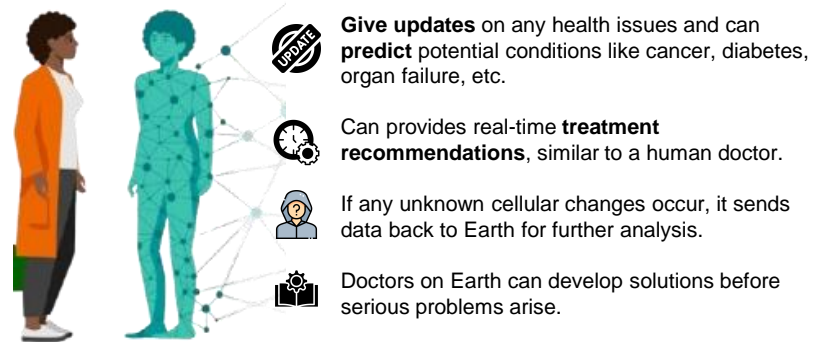 UPDATE
Give updates on any health issues and can
predict potential conditions like cancer, diabetes,
organ failure, etc.
Can provides real-time treatment
recommendations, similar to a human doctor.
?
If any unknown cellular changes occur, it sends
data back to Earth for further analysis.
Doctors on Earth can develop solutions before
serious problems arise.